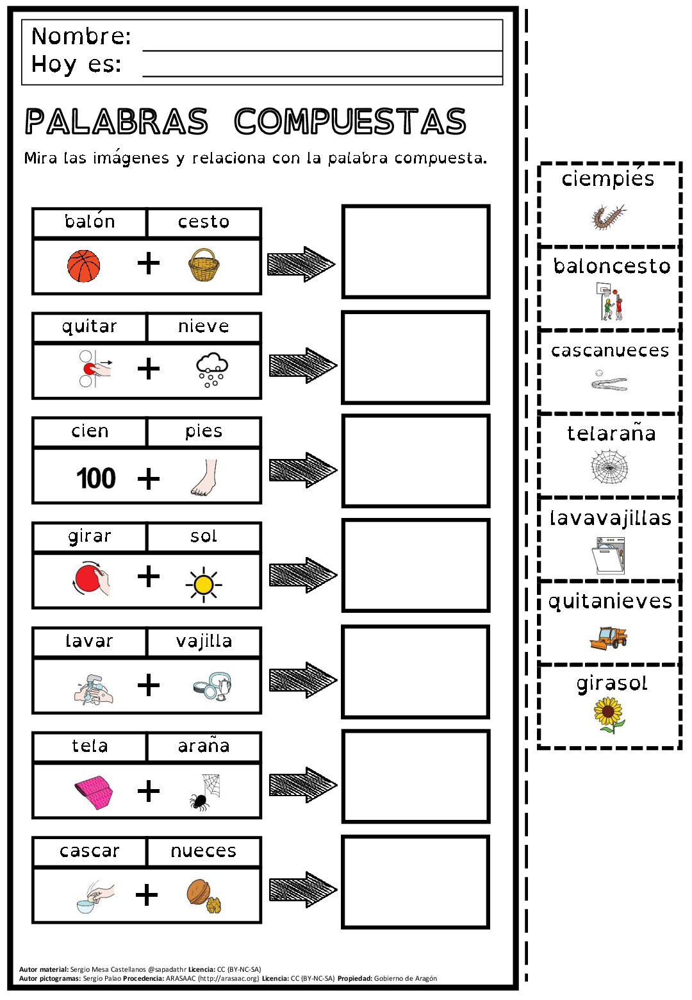 Nombre:
Hoy es:
PALABRAS COMPUESTAS
Mira las imágenes y relaciona con la palabra compuesta.
balón cesto
+
quitar nieve
+
cien pies
100 +
girar sol
+
lavar vajilla
+
tela araña
+
cascar nueces
+
ciempiés
baloncesto
cascanueces
telaraña
lavavajillas
quitanieves
girasol
Autor material: Sergio Mesa Castellanos @sapadathr Licencia: CC (BY-NC-SA)
Autor pictogramas: Sergio Palao Procedencia: ARASAAC (http://arasaac.org) Licencia: CC (BY-NC-SA) Propiedad: Gobierno de Aragón